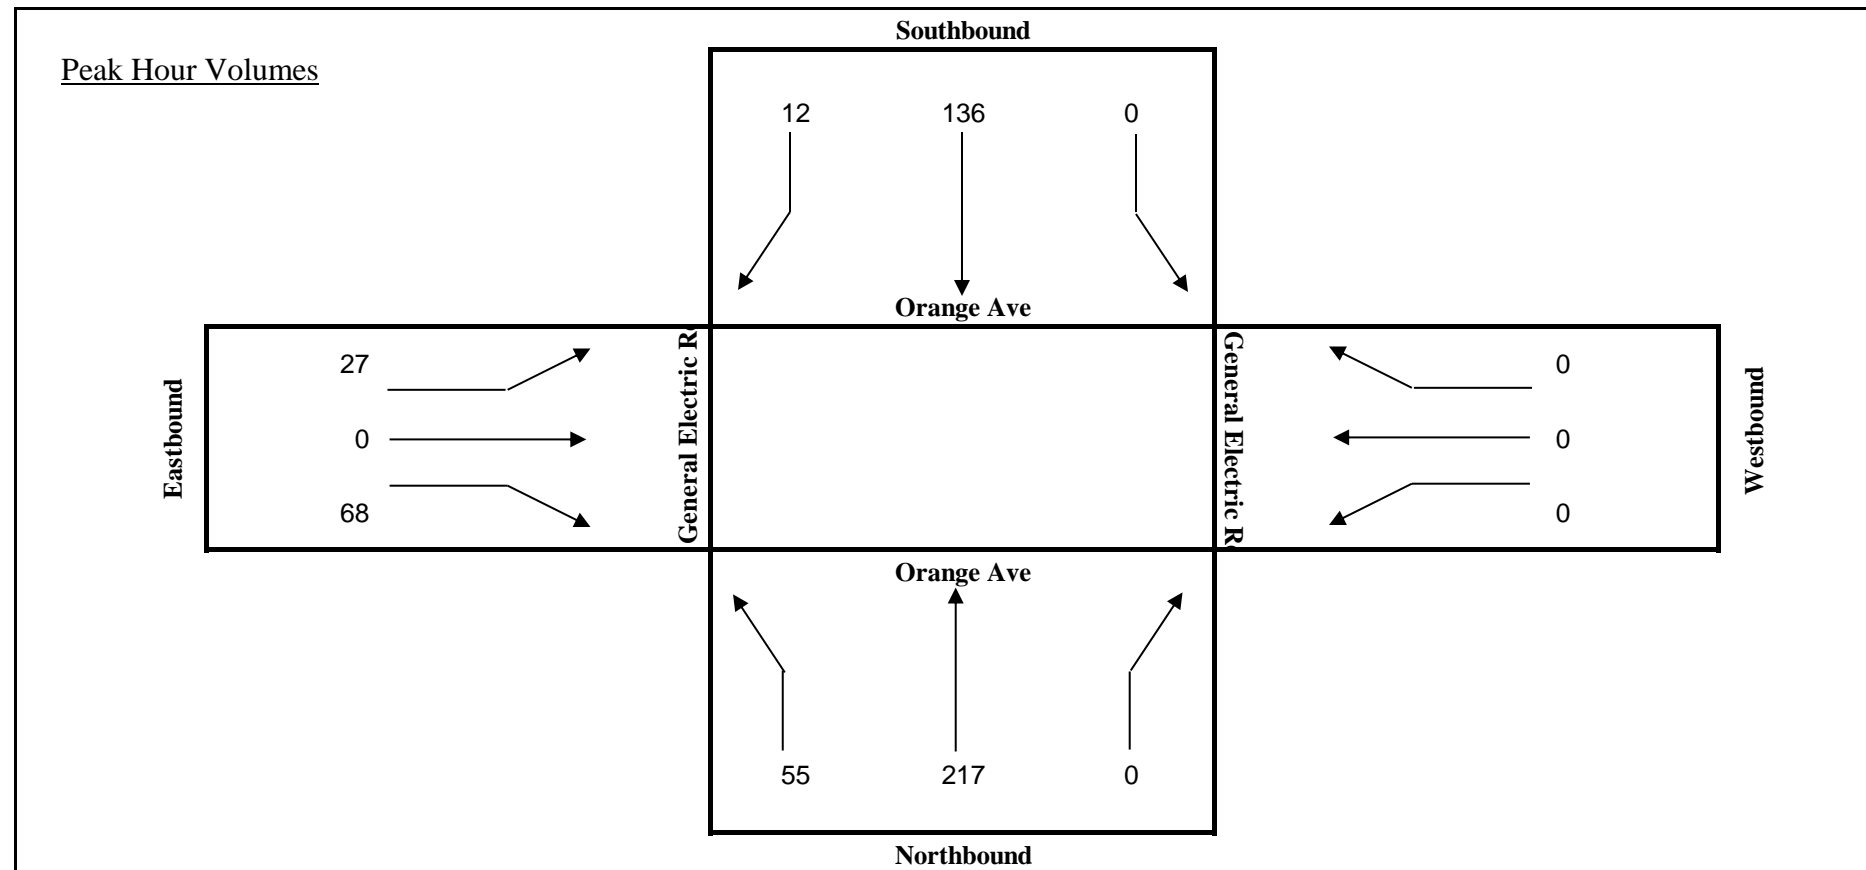 Southbound
Peak Hour Volumes
12 136 0
Orange Ave
Eastbound
27
0
68
General Electric R
General Electric R
0
0
0
Westbound
Orange Ave
55 217 0
Northbound